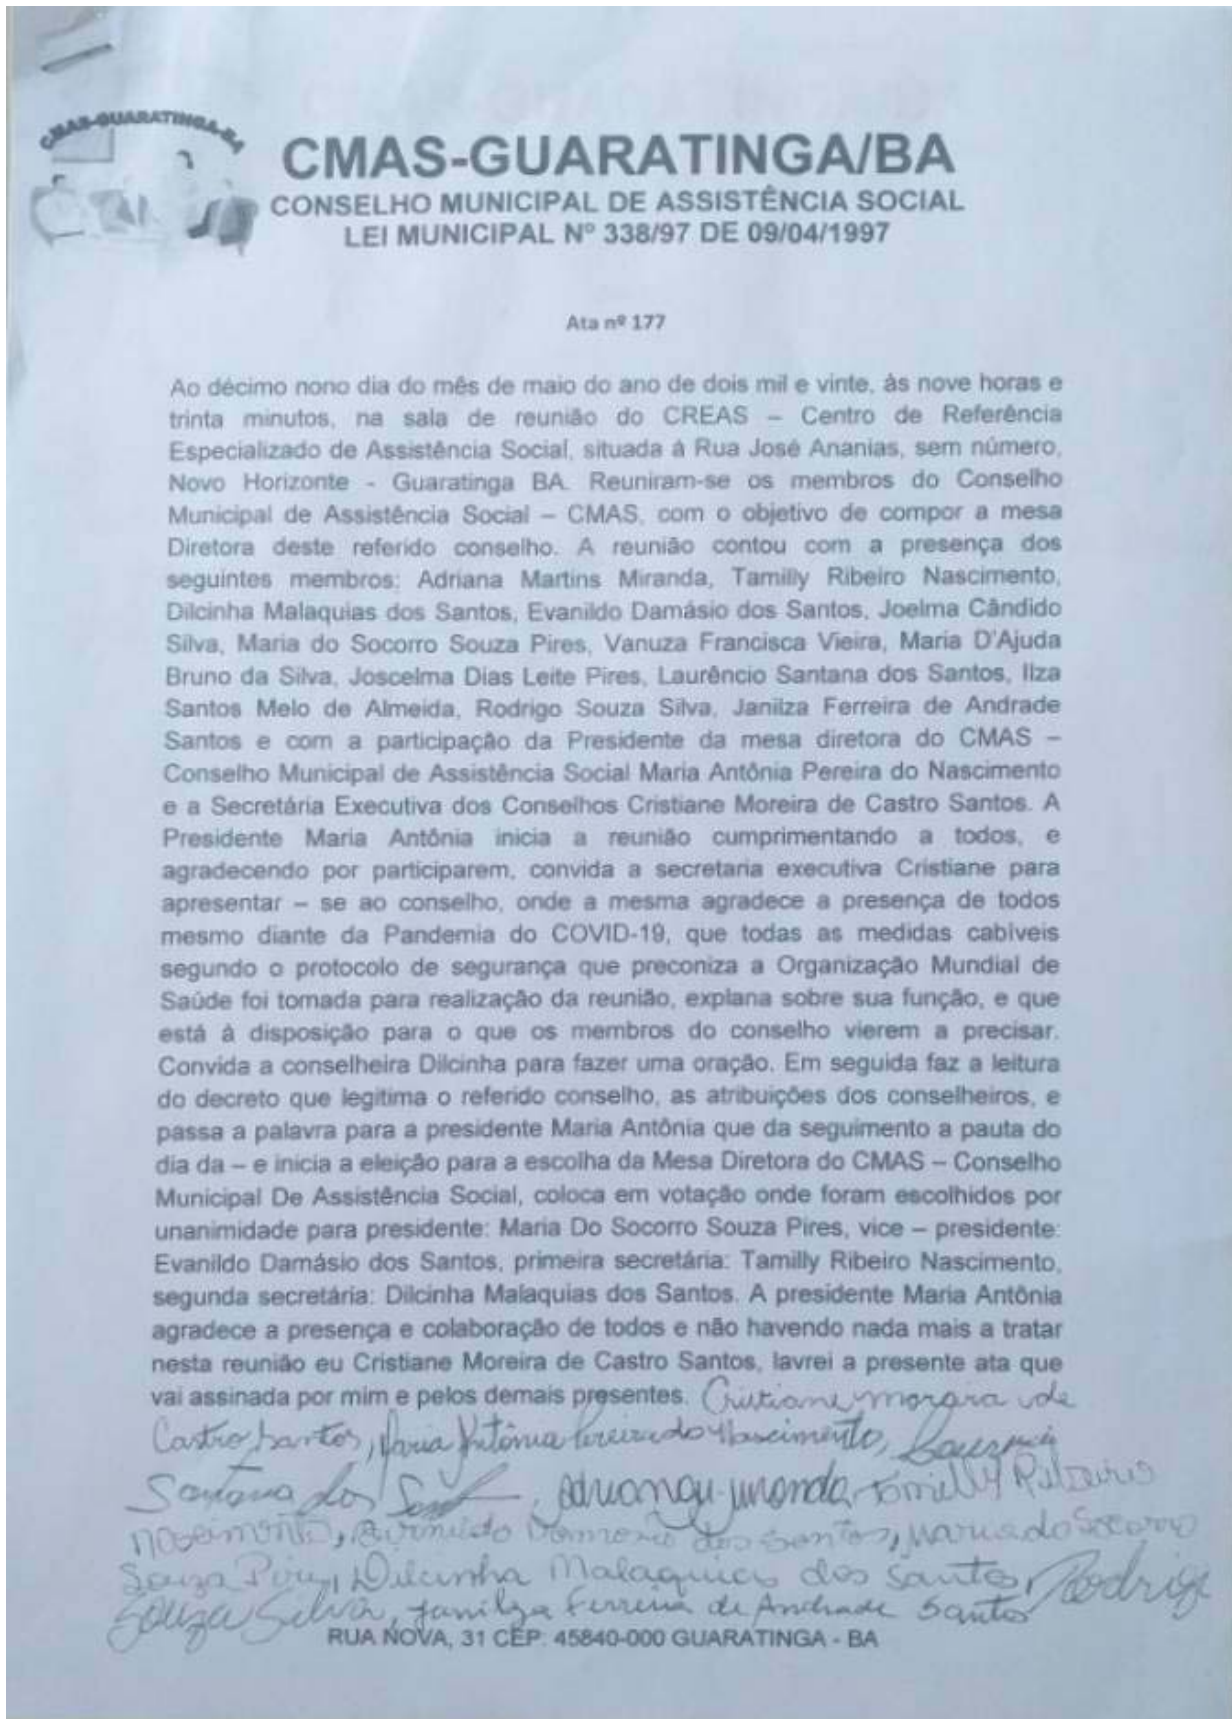 CMAS-GUARATINGA-BA
CMAS-GUARATINGA/BA
CONSELHO MUNICIPAL DE ASSISTÊNCIA SOCIAL
LEI MUNICIPAL Nº 338/97 DE 09/04/1997
Ata nº 177
Ao décimo nono dia do mês de maio do ano de dois mil e vinte, às nove horas e
trinta minutos, na sala de reunião do CREAS – Centro de Referência
Especializado de Assistência Social, situada á Rua José Ananias, sem número,
Novo Horizonte - Guaratinga BA. Reuniram-se os membros do Conselho
Municipal de Assistência Social – CMAS, com o objetivo de compor a mesa
Diretora deste referido conselho. A reunião contou com a presença dos
seguintes membros: Adriana Martins Miranda, Tamilly Ribeiro Nascimento,
Dilcinha Malaquias dos Santos, Evanildo Damásio dos Santos, Joelma Cândido
Silva, Maria do Socorro Souza Pires, Vanuza Francisca Vieira, Maria D'Ajuda
Bruno da Silva, Joscelma Dias Leite Pires, Laurêncio Santana dos Santos, Ilza
Santos Melo de Almeida, Rodrigo Souza Silva, Janilza Ferreira de Andrade
Santos e com a participação da Presidente da mesa diretora do CMAS –
Conselho Municipal de Assistência Social Maria Antônia Pereira do Nascimento
e a Secretária Executiva dos Conselhos Cristiane Moreira de Castro Santos. A
Presidente Maria Antônia inicia a reunião cumprimentando a todos, e
agradecendo por participarem, convida a secretaria executiva Cristiane para
apresentar – se ao conselho, onde a mesma agradece a presença de todos
mesmo diante da Pandemia do COVID-19, que todas as medidas cabíveis
segundo o protocolo de segurança que preconiza a Organização Mundial de
Saúde foi tomada para realização da reunião, explana sobre sua função, e que
está á disposição para o que os membros do conselho vierem a precisar.
Convida a conselheira Dilcinha para fazer uma oração. Em seguida faz a leitura
do decreto que legitima o referido conselho, as atribuições dos conselheiros, e
passa a palavra para a presidente Maria Antônia que da seguimento a pauta do
dia da – e inicia a eleição para a escolha da Mesa Diretora do CMAS – Conselho
Municipal De Assistência Social, coloca em votação onde foram escolhidos por
unanimidade para presidente: Maria Do Socorro Souza Pires, vice – presidente:
Evanildo Damásio dos Santos, primeira secretária: Tamilly Ribeiro Nascimento,
segunda secretária: Dilcinha Malaquias dos Santos. A presidente Maria Antônia
agradece a presença e colaboração de todos e não havendo nada mais a tratar
nesta reunião eu Cristiane Moreira de Castro Santos, lavrei a presente ata que
vai assinada por mim e pelos demais presentes. Cristiane Moreira de
Castro Santos, Maria Antônia Pereira do Nascimento,
Santana dos , Tamilly Ribeiro
Nascimento, dos Santos, Maria do Socorro
Souza Pires, Dilcinha Malaquias dos Santos, Rodrigo
Souza Silva, Janilza Ferreira de Andrade Santos
RUA NOVA, 31 CEP: 45840-000 GUARATINGA - BA